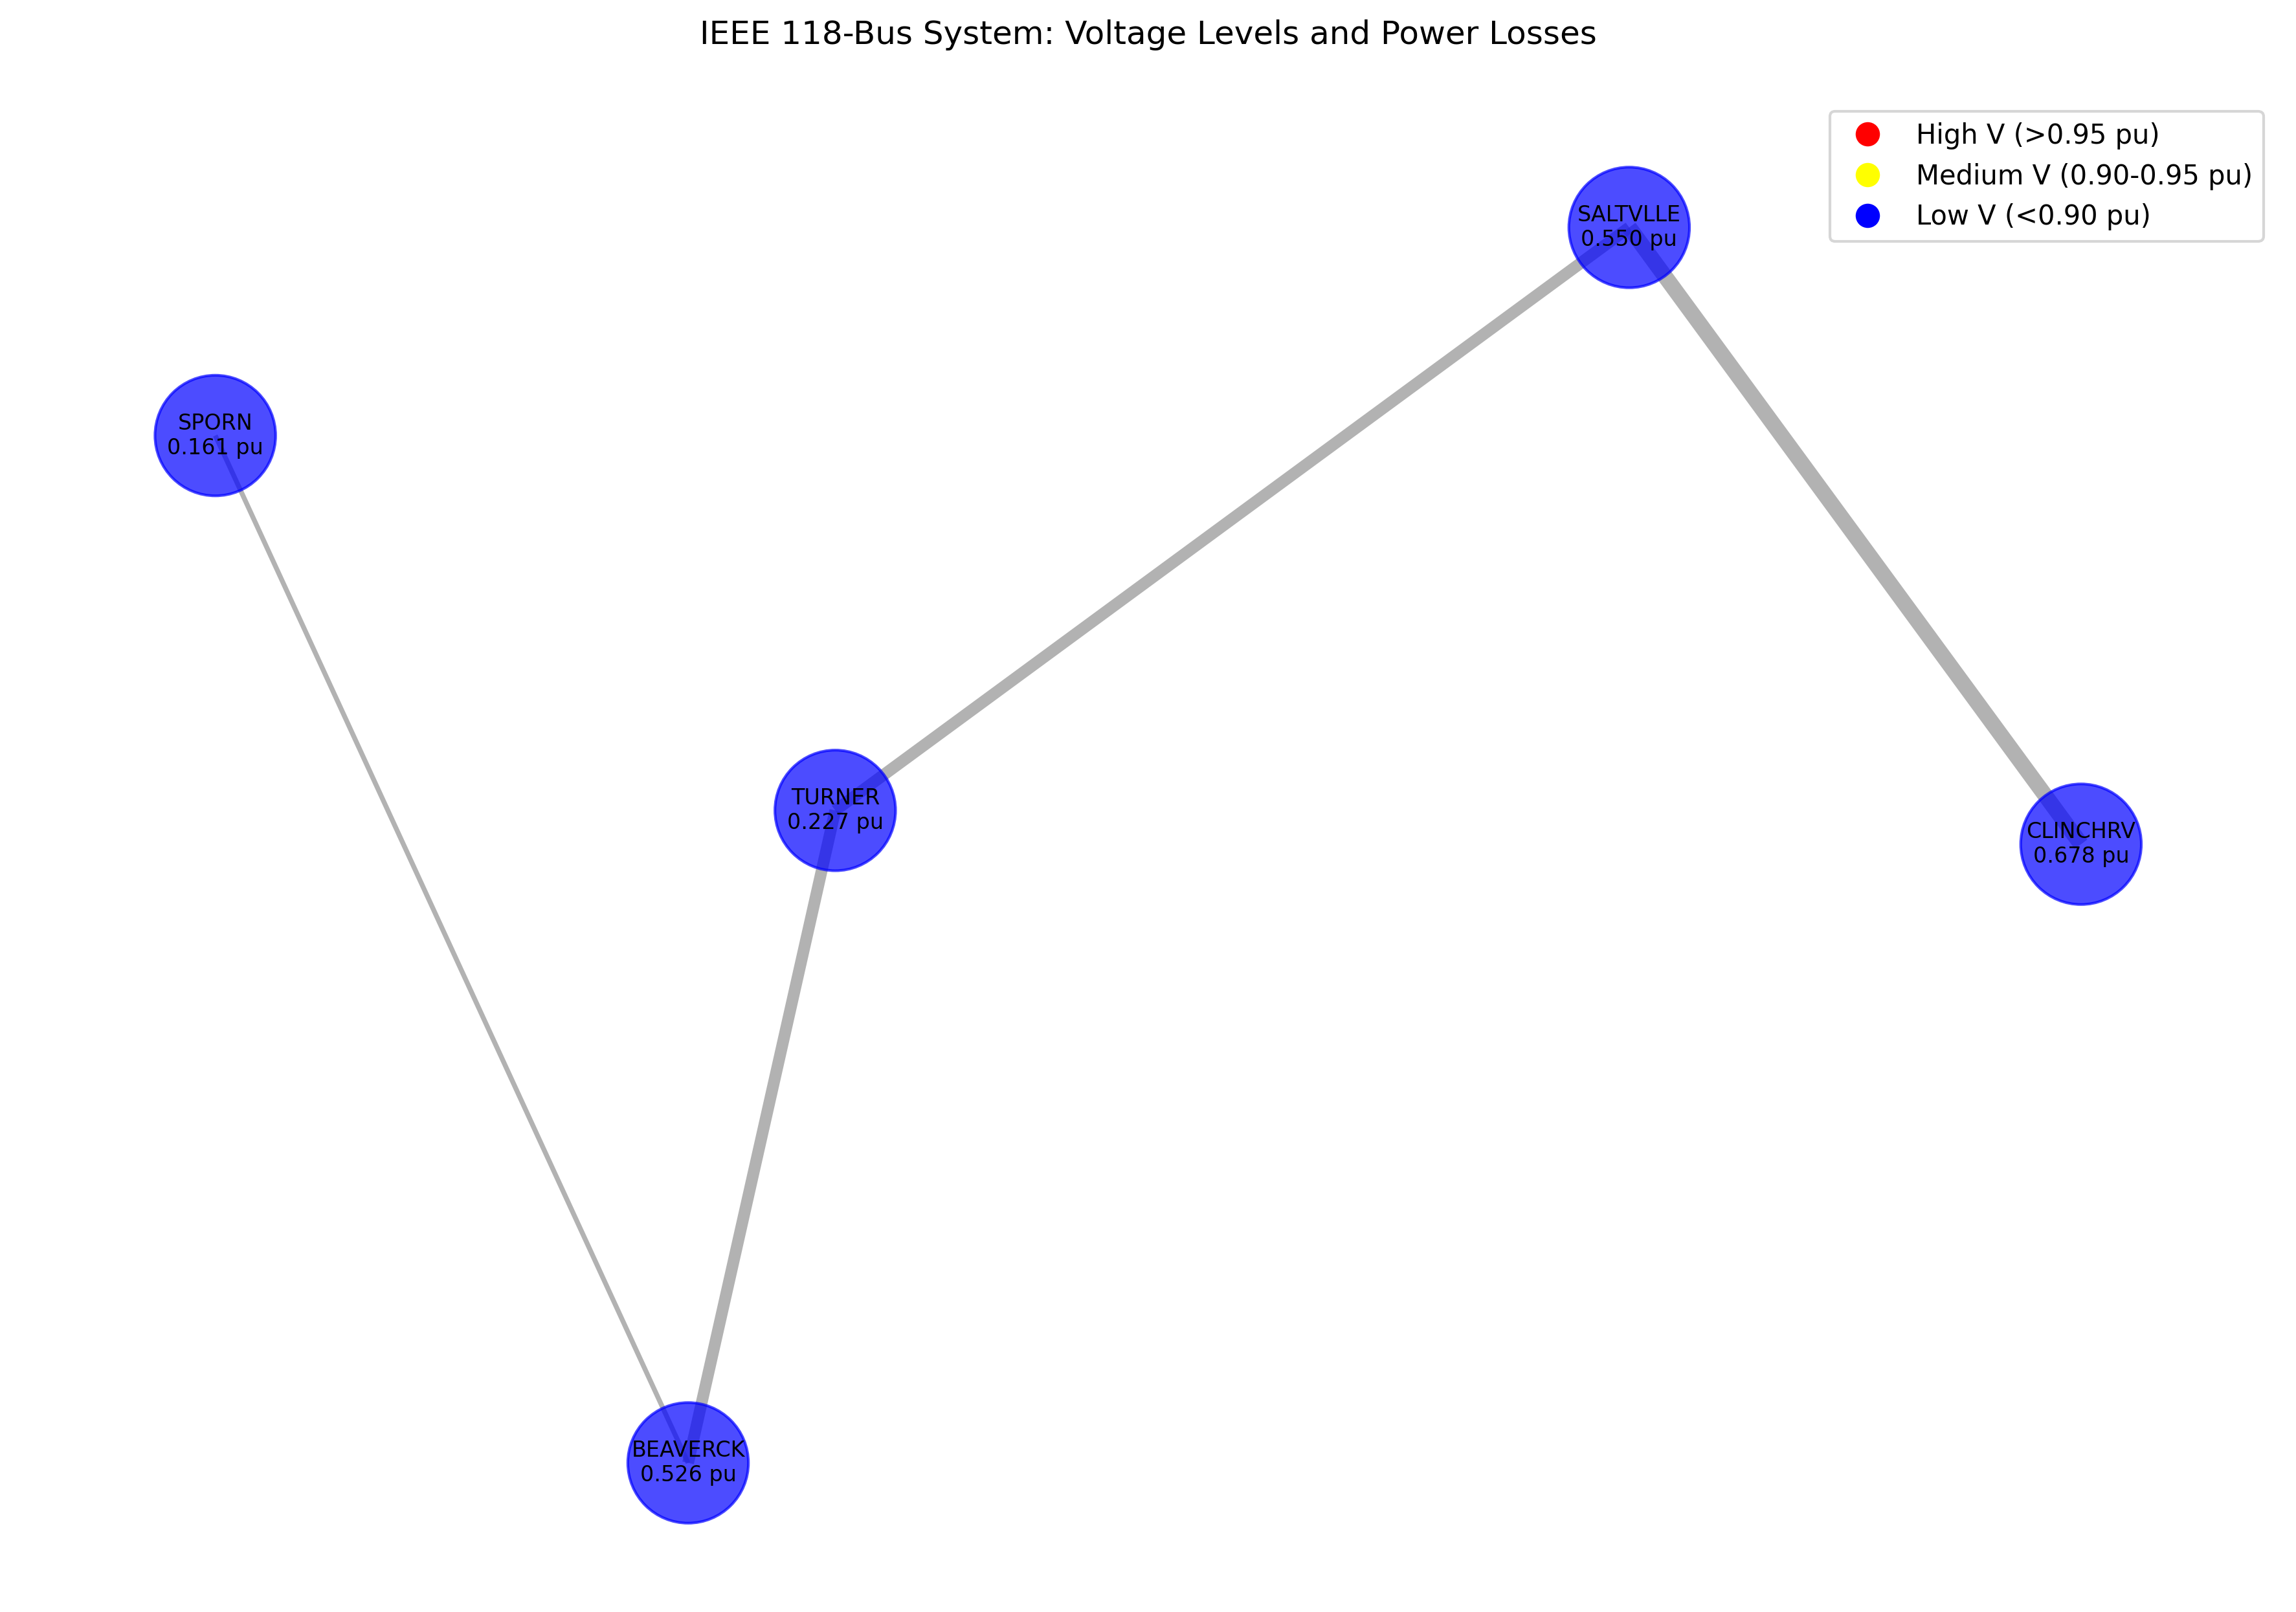 IEEE 118-Bus System: Voltage Levels and Power Losses
High V (>0.95 pu)
Medium V (0.90-0.95 pu)
Low V (<0.90 pu)
SALTVLLE
0.550 pu
SPORN
0.161 pu
TURNER
0.227 pu
CLINCHRV
0.678 pu
BEAVERCK
0.526 pu